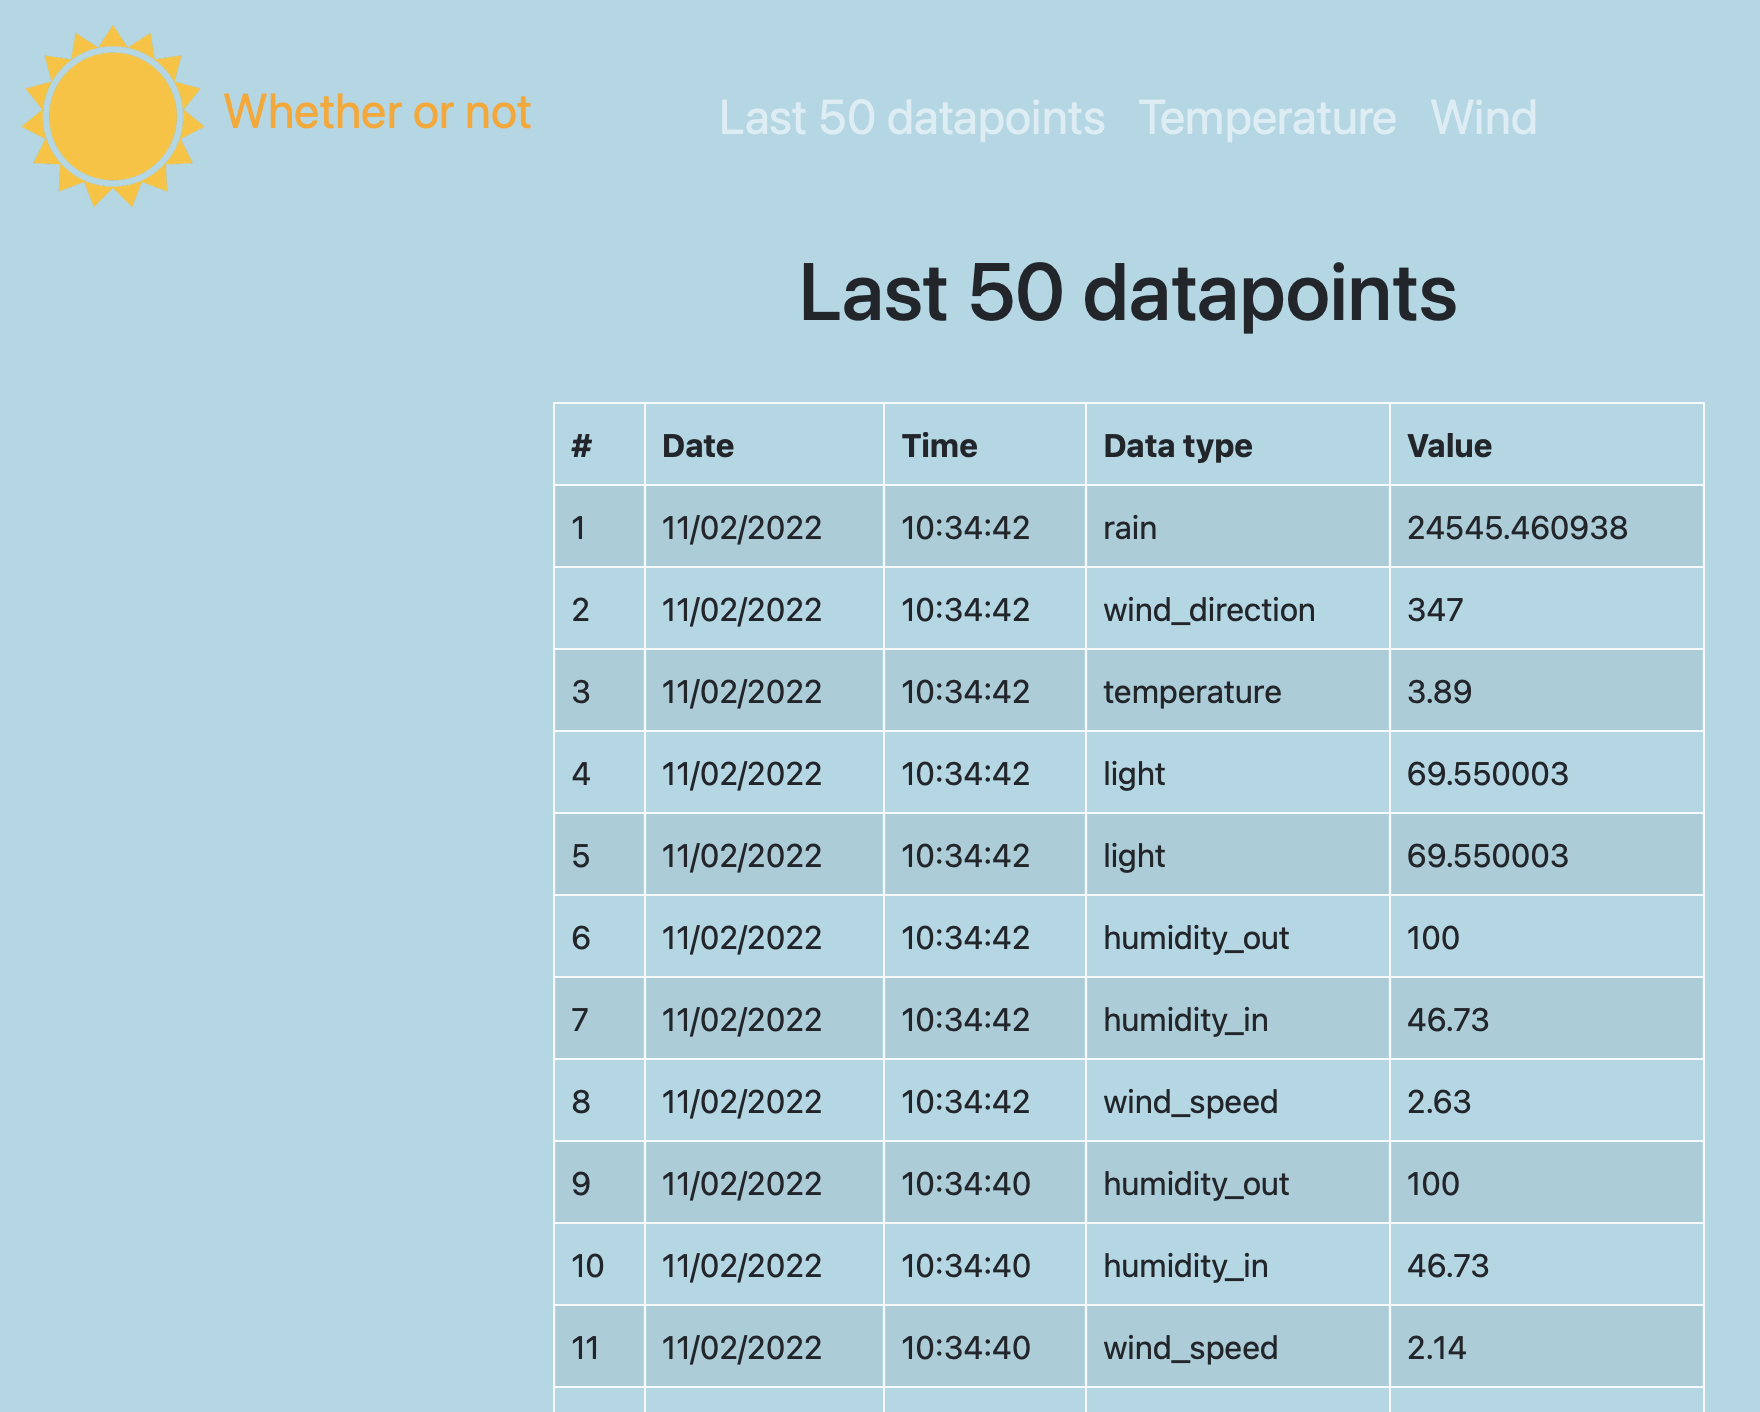 Whether or not
Last 50 datapoints Temperature Wind
Last 50 datapoints
# Date Time Data type Value
1 11/02/2022 10:34:42 rain 24545.460938
2 11/02/2022 10:34:42 wind_direction 347
3 11/02/2022 10:34:42 temperature 3.89
4 11/02/2022 10:34:42 light 69.550003
5 11/02/2022 10:34:42 light 69.550003
6 11/02/2022 10:34:42 humidity_out 100
7 11/02/2022 10:34:42 humidity_in 46.73
8 11/02/2022 10:34:42 wind_speed 2.63
9 11/02/2022 10:34:40 humidity_out 100
10 11/02/2022 10:34:40 humidity_in 46.73
11 11/02/2022 10:34:40 wind_speed 2.14